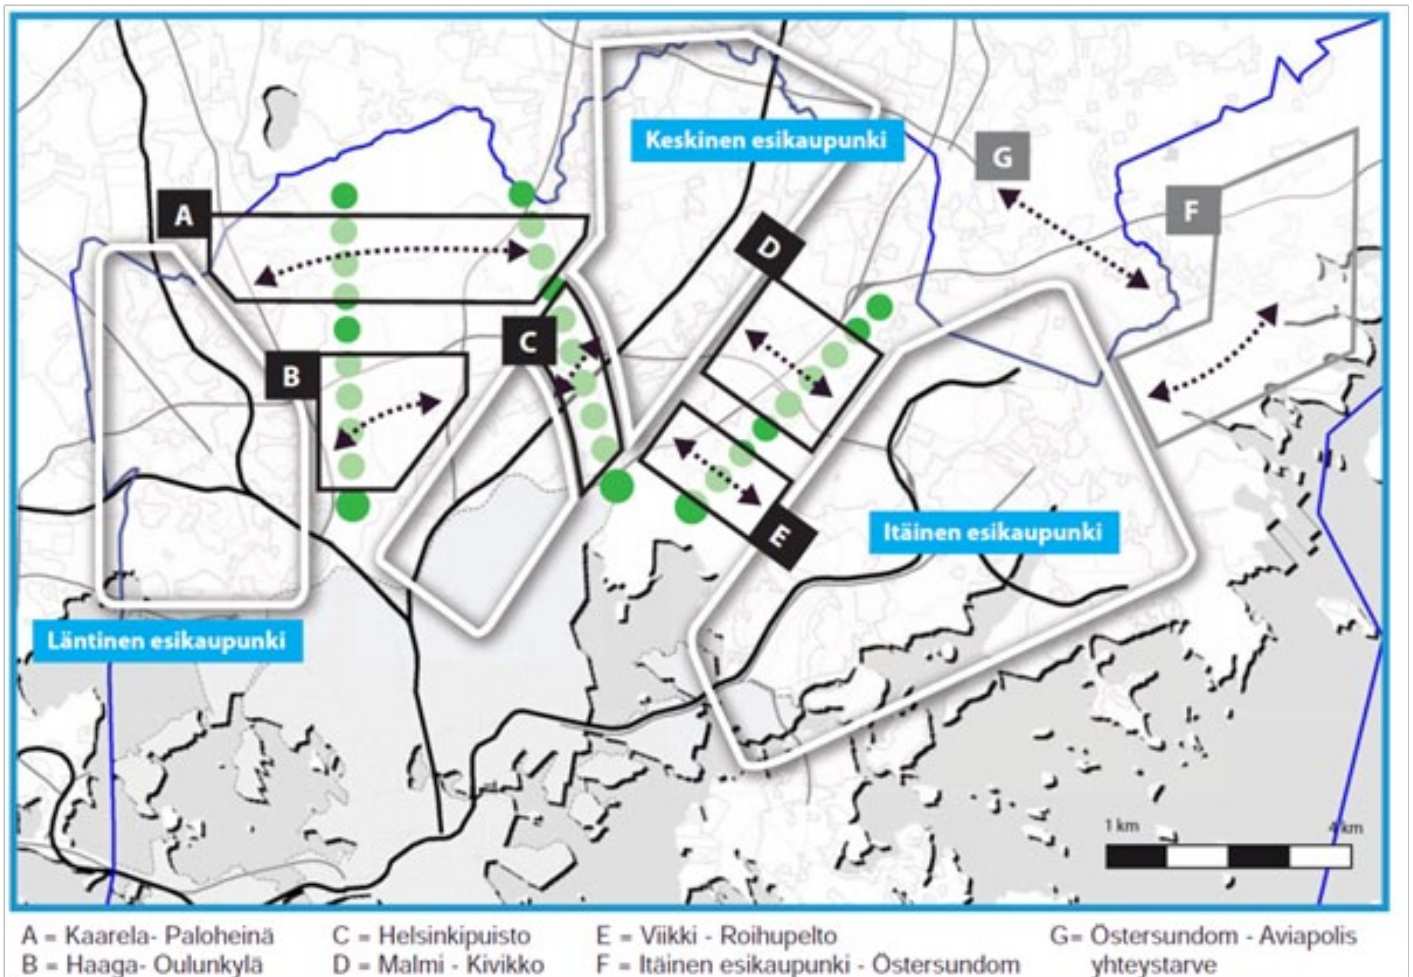 Keskinen esikaupunki
G
F
A
D
C
B
E
Itäinen esikaupunki
Läntinen esikaupunki
1 km 4 km
A = Kaarela- Paloheinä
B = Haaga- Oulunkylä
C = Helsinkipuisto
D = Malmi - Kivikko
E = Viikki - Roihupelto
F = Itäinen esikaupunki - Östersundom
G= Östersundom - Aviapolis
yhteystarve